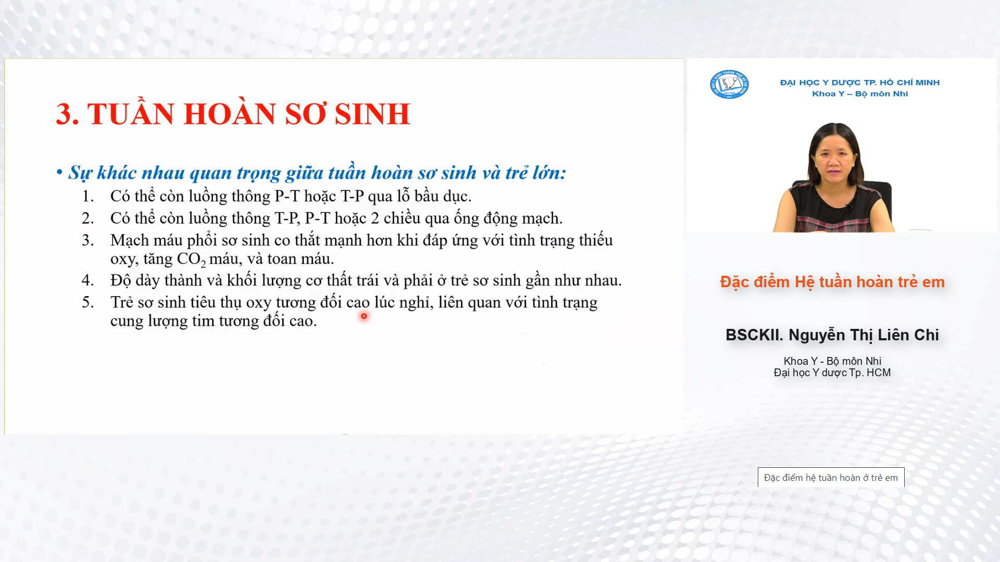 3. TUẦN HOÀN SƠ SINH
• Sự khác nhau quan trọng giữa tuần hoàn sơ sinh và trẻ lớn:
1. Có thể còn luồng thông P-T hoặc T-P qua lỗ bầu dục.
2. Có thể còn luồng thông T-P, P-T hoặc 2 chiều qua ống động mạch.
3. Mạch máu phổi sơ sinh co thắt mạnh hơn khi đáp ứng với tình trạng thiếu
oxy, tăng CO₂ máu, và toan máu.
4. Độ dày thành và khối lượng cơ thất trái và phải ở trẻ sơ sinh gần như nhau.
5. Trẻ sơ sinh tiêu thụ oxy tương đối cao lúc nghỉ, liên quan với tình trạng
cung lượng tim tương đối cao.
ĐẠI HỌC Y DƯỢC TP. HỒ CHÍ MINH
Khoa Y – Bộ môn Nhi
Đặc điểm Hệ tuần hoàn trẻ em
BSCKII. Nguyễn Thị Liên Chi
Khoa Y - Bộ môn Nhi
Đại học Y dược Tp. HCM
Đặc điểm hệ tuần hoàn ở trẻ em